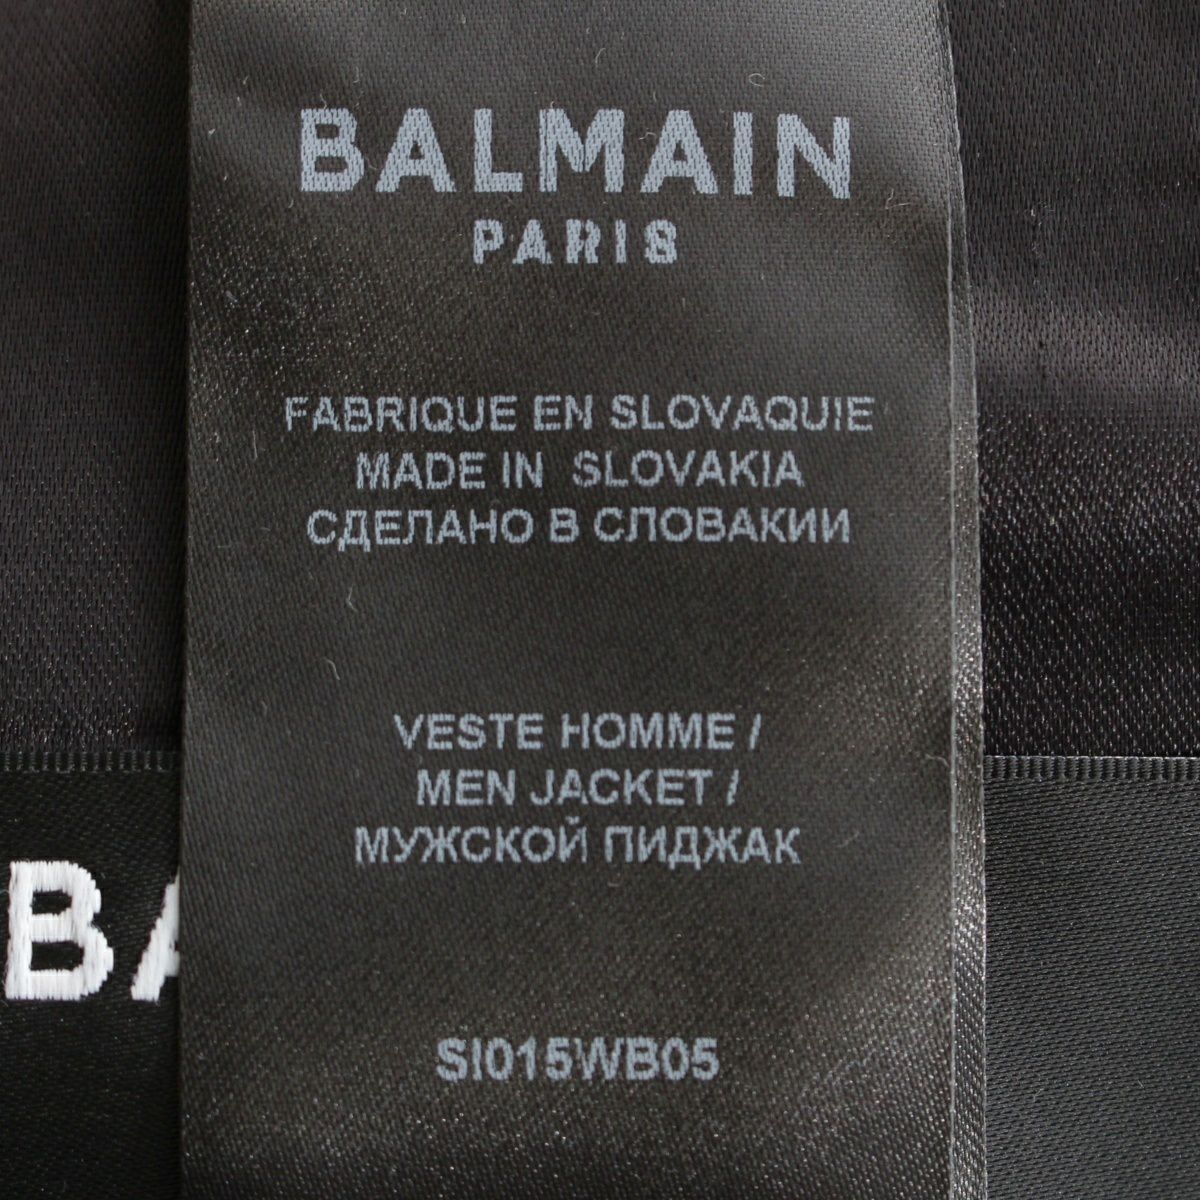 BALMAIN
PARIS
FABRIQUE EN SLOVAQUIE
MADE IN SLOVAKIA
СДЕЛАНО В СЛОВАКИИ
VESTE HOMME /
MEN JACKET /
МУЖСКОЙ ПИДЖАК
BA
SI015WB05